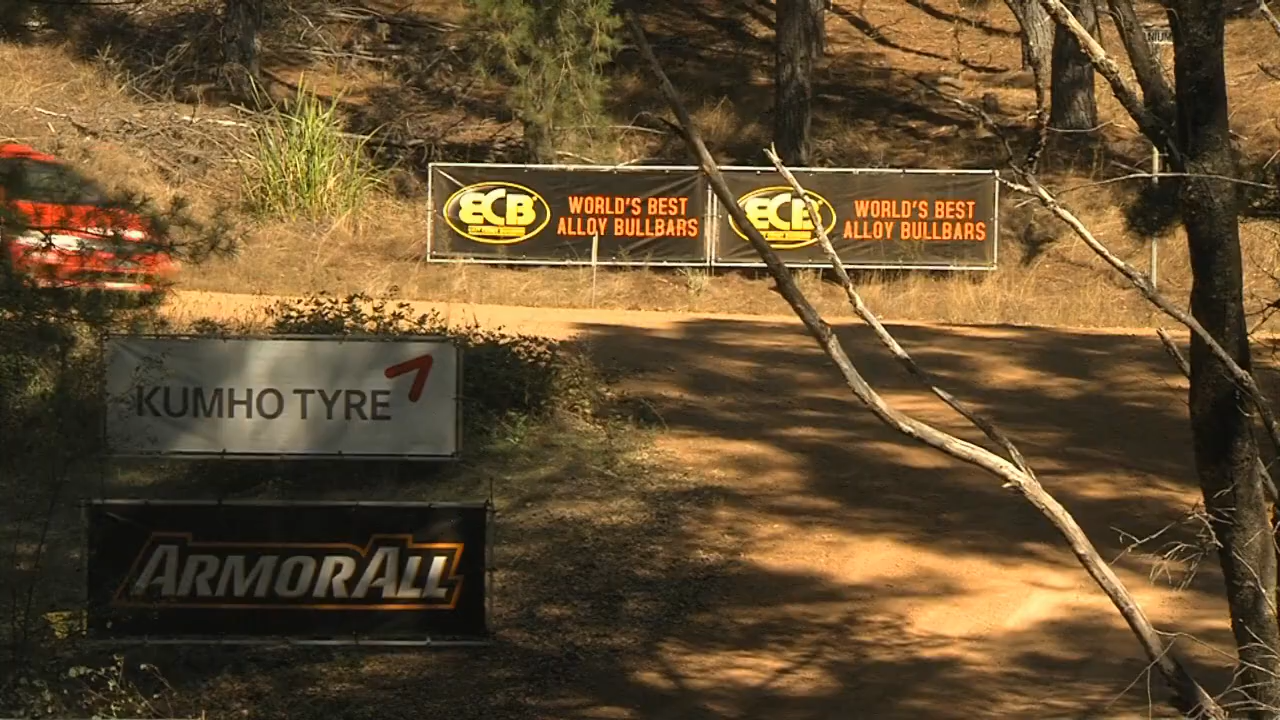 ECB
WORLD'S BEST
ALLOY BULLBARS
ECB
WORLD'S BEST
ALLOY BULLBARS
KUMHO TYRE
ARMORALL